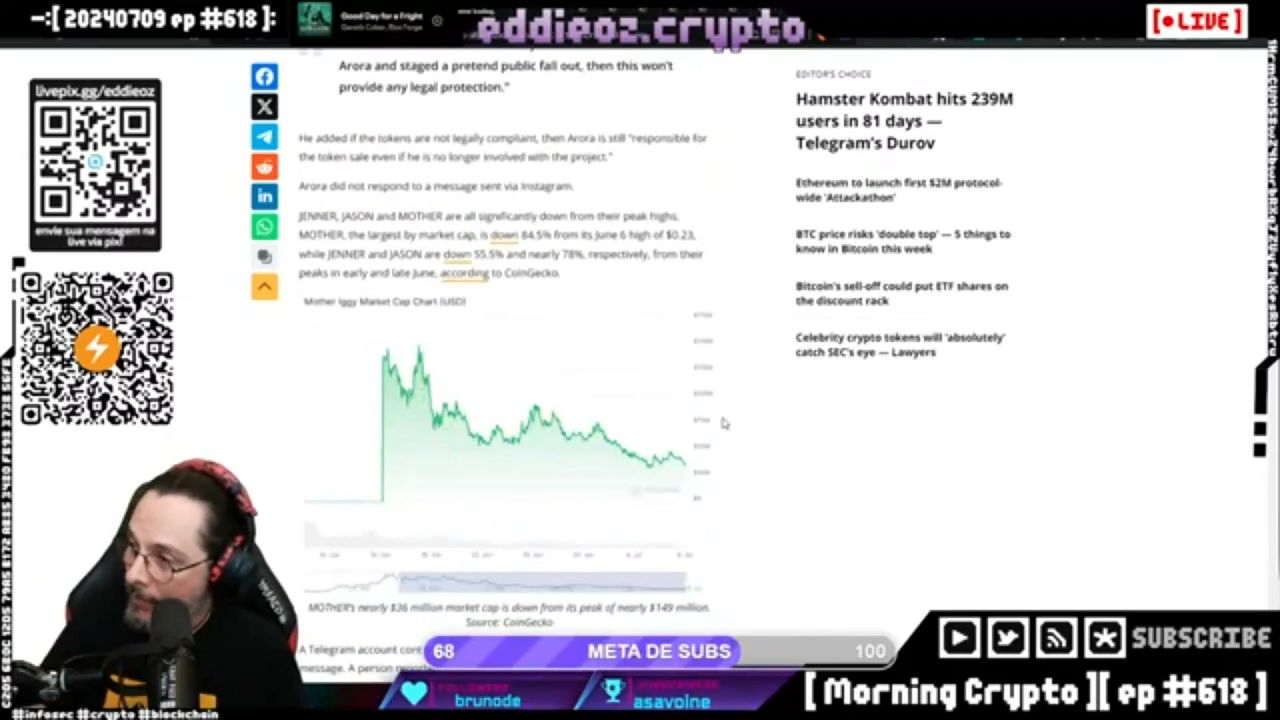 -:[ 20240709 ep #618 ]:
Good Day for a Fright
eddieoz.crypto
[ LIVE ]
livepix.gg/eddieoz
envie sua mensagem na
live via pix!
Arora and staged a pretend public fall out, then this won't
provide any legal protection."
He added if the tokens are not legally compliant, then Arora is still "responsible for
the token sale even if he is no longer involved with the project."
Arora did not respond to a message sent via Instagram.
JENNER, JASON and MOTHER are all significantly down from their peak highs.
MOTHER, the largest by market cap, is down 84.5% from its June 6 high of $0.23,
while JENNER and JASON are down 55.5% and nearly 78%, respectively, from their
peaks in early and late June, according to CoinGecko.
Mother Iggy Market Cap Chart (USD)
MOTHER's nearly $36 million market cap is down from its peak of nearly $149 million.
Source: CoinGecko
A Telegram account cont
message. A person reporte
EDITOR'S CHOICE
Hamster Kombat hits 239M
users in 81 days —
Telegram's Durov
Ethereum to launch first $2M protocol-
wide 'Attackathon'
BTC price risks 'double top' — 5 things to
know in Bitcoin this week
Bitcoin's sell-off could put ETF shares on
the discount rack
Celebrity crypto tokens will 'absolutely'
catch SEC's eye — Lawyers
68 META DE SUBS 100
brunode
asavoine
SUBSCRIBE
[ Morning Crypto ][ ep #618 ]
#infosec #crypto #blockchain